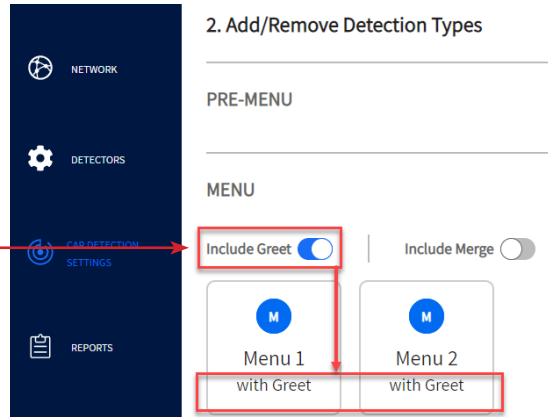 2. Add/Remove Detection Types
NETWORK
PRE-MENU
DETECTORS
MENU
CAR DETECTION
SETTINGS
Include Greet
Include Merge
M
M
Menu 1
Menu 2
with Greet
with Greet
REPORTS